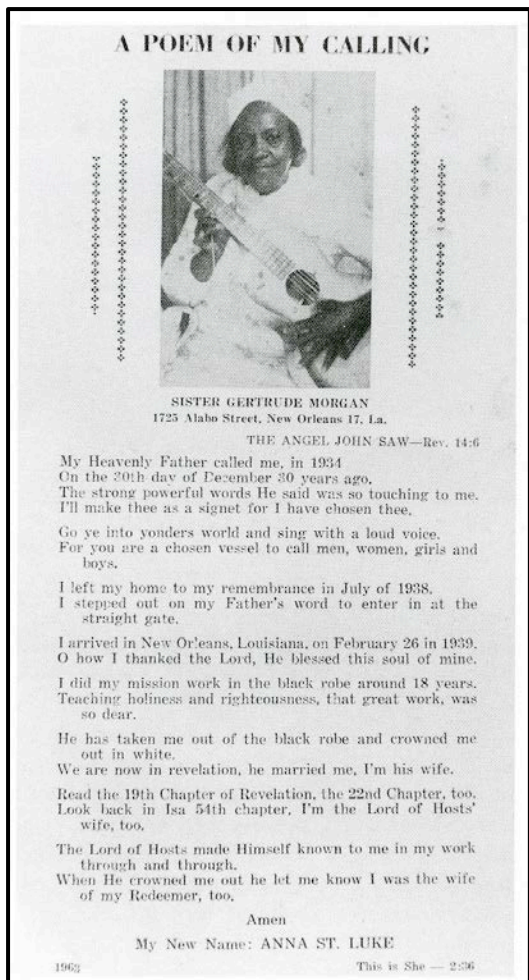 A POEM OF MY CALLING
SISTER GERTRUDE MORGAN
1725 Alabo Street, New Orleans 17, La.
THE ANGEL JOHN SAW—Rev. 14:6
My Heavenly Father called me, in 1934
On the 30th day of December 30 years ago.
The strong powerful words He said was so touching to me.
I'll make thee as a signet for I have chosen thee.
Go ye into yonders world and sing with a loud voice.
For you are a chosen vessel to call men, women, girls and
boys.
I left my home to my remembrance in July of 1938.
I stepped out on my Father's word to enter in at the
straight gate.
I arrived in New Orleans, Louisiana, on February 26 in 1939.
O how I thanked the Lord, He blessed this soul of mine.
I did my mission work in the black robe around 18 years.
Teaching holiness and righteousness, that great work, was
so dear.
He has taken me out of the black robe and crowned me
out in white.
We are now in revelation, he married me, I'm his wife.
Read the 19th Chapter of Revelation, the 22nd Chapter, too.
Look back in Isa 54th chapter, I'm the Lord of Hosts'
wife, too.
The Lord of Hosts made Himself known to me in my work
through and through.
When He crowned me out he let me know I was the wife
of my Redeemer, too.
Amen
My New Name: ANNA ST. LUKE
1963
This is She — 2:36